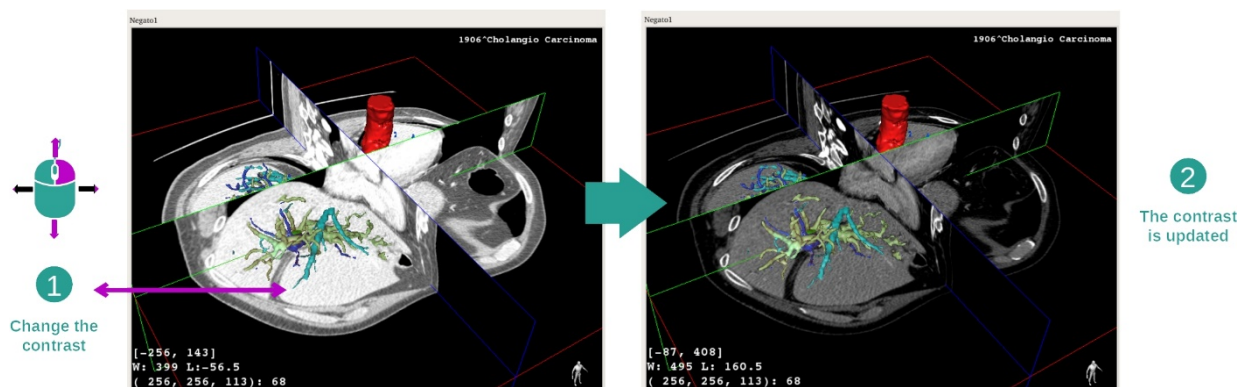 Negato1
1906^Cholangio Carcinoma
1
Change the
contrast
[-256, 143]
W: 399 L:-56.5
( 256, 256, 113): 68
Negato1
1906^Cholangio Carcinoma
[-87, 408]
W: 495 L: 160.5
( 256, 256, 113): 68
2
The contrast
is updated